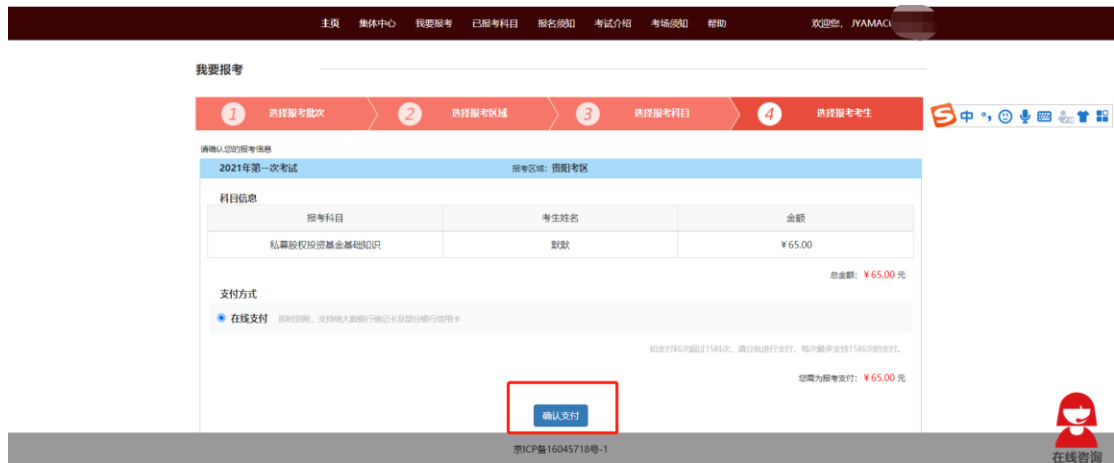 主页 集体中心 我要报考 已报考科目 报名须知 考试介绍 考场须知 帮助 欢迎您, JYAMAC
我要报考
1 选择报考批次 2 选择报考区域 3 选择报考科目 4 选择报考考生
中
请确认您的报考信息
2021年第一次考试 报考区域: 贵阳考区
科目信息
报考科目 考生姓名 金额
私募股权投资基金基础知识 默默 ¥65.00
总金额: ¥65.00 元
支付方式
在线支付 即时到账,支持绝大数银行借记卡及部分银行信用卡
如支付科次超过15科次,请分批进行支付,每次最多支持15科次的支付。
您需为报考支付: ¥65.00 元
确认支付
京ICP备16045718号-1
在线咨询